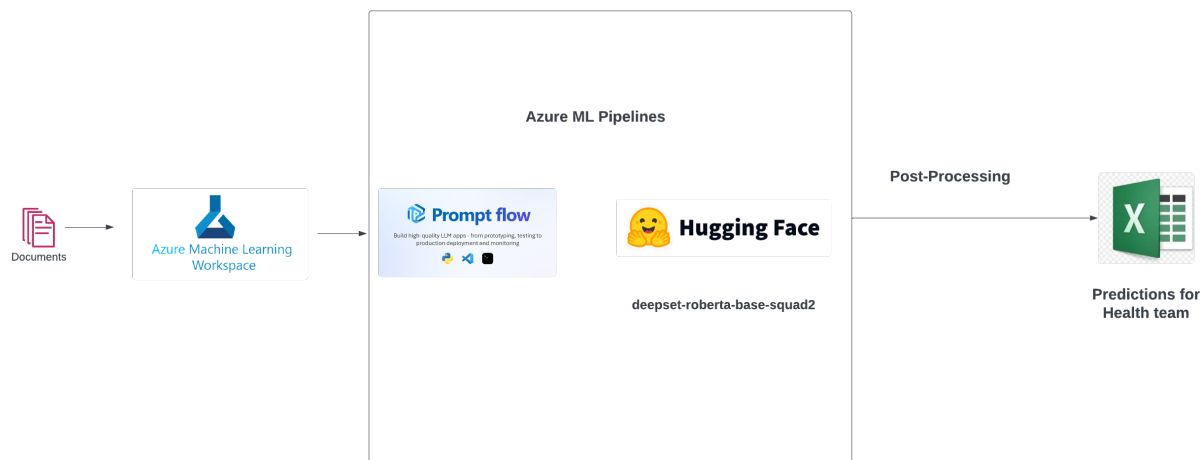 Azure ML Pipelines
Documents
Azure Machine Learning
Workspace
Prompt flow
Build high-quality LLM apps - from prototyping, testing to
production deployment and monitoring
Hugging Face
deepset-roberta-base-squad2
Post-Processing
X
Predictions for
Health team